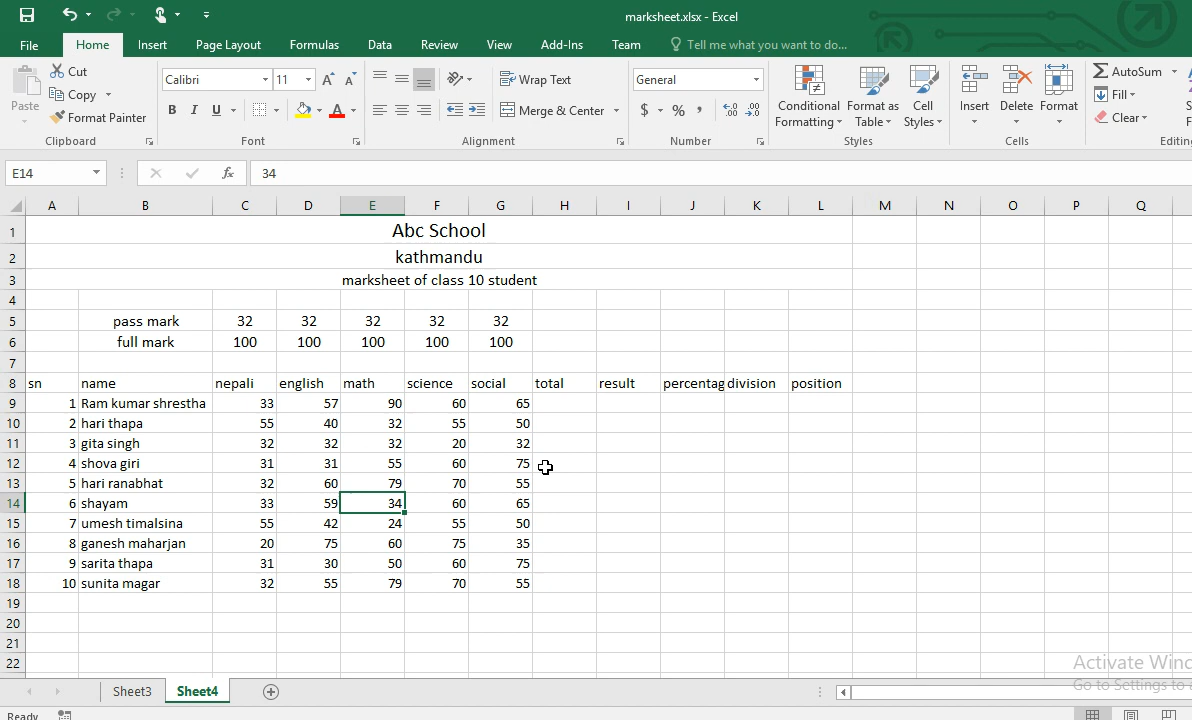 marksheet.xlsx - Excel
File Home Insert Page Layout Formulas Data Review View Add-Ins Team Tell me what you want to do...
Paste Cut Copy Format Painter
Calibri 11 B I U A
Wrap Text
Merge & Center
General
$ % ,
Conditional Formatting Format as Table Cell Styles
Insert Delete Format
AutoSum
Fill
Clear
Clipboard Font Alignment Number Styles Cells Editing
E14 fx 34
A B C D E F G H I J K L M N O P Q
1 Abc School
2 kathmandu
3 marksheet of class 10 student
4
5 pass mark 32 32 32 32 32
6 full mark 100 100 100 100 100
7
8 sn name nepali english math science social total result percentag division position
9 1 Ram kumar shrestha 33 57 90 60 65
10 2 hari thapa 55 40 32 55 50
11 3 gita singh 32 32 32 20 32
12 4 shova giri 31 31 55 60 75
13 5 hari ranabhat 32 60 79 70 55
14 6 shayam 33 59 34 60 65
15 7 umesh timalsina 55 42 24 55 50
16 8 ganesh maharjan 20 75 60 75 35
17 9 sarita thapa 31 30 50 60 75
18 10 sunita magar 32 55 79 70 55
19
20
21
22
Activate Winc
Go to Settings to a
Sheet3 Sheet4
Ready